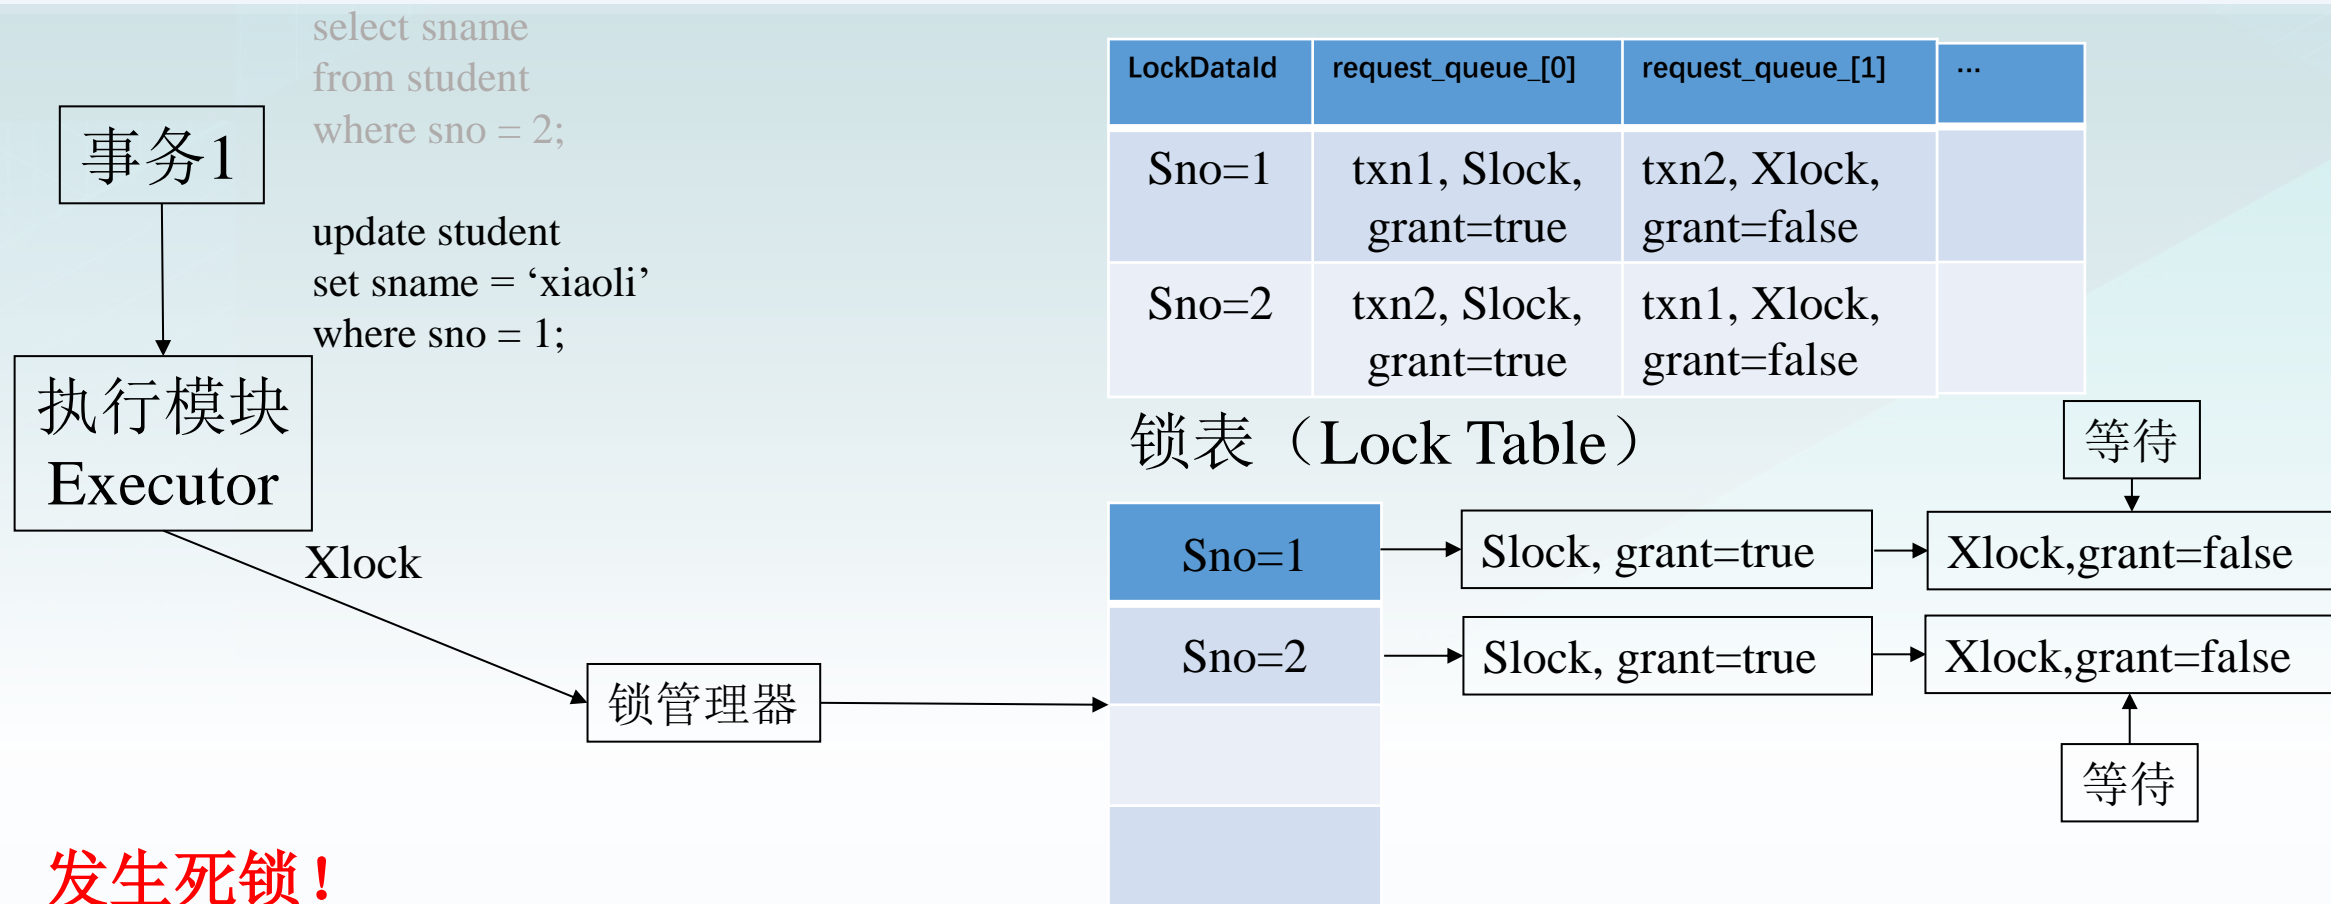 select sname
from student
where sno = 2;
事务1
update student
set sname = ‘xiaoli’
where sno = 1;
执行模块
Executor
Xlock
锁管理器
发生死锁！
LockDataId request_queue_[0] request_queue_[1] ...
Sno=1 txn1, Slock, txn2, Xlock,
grant=true grant=false
Sno=2 txn2, Slock, txn1, Xlock,
grant=true grant=false
锁表（Lock Table）
等待
Sno=1 Slock, grant=true Xlock,grant=false
Sno=2 Slock, grant=true Xlock,grant=false
等待